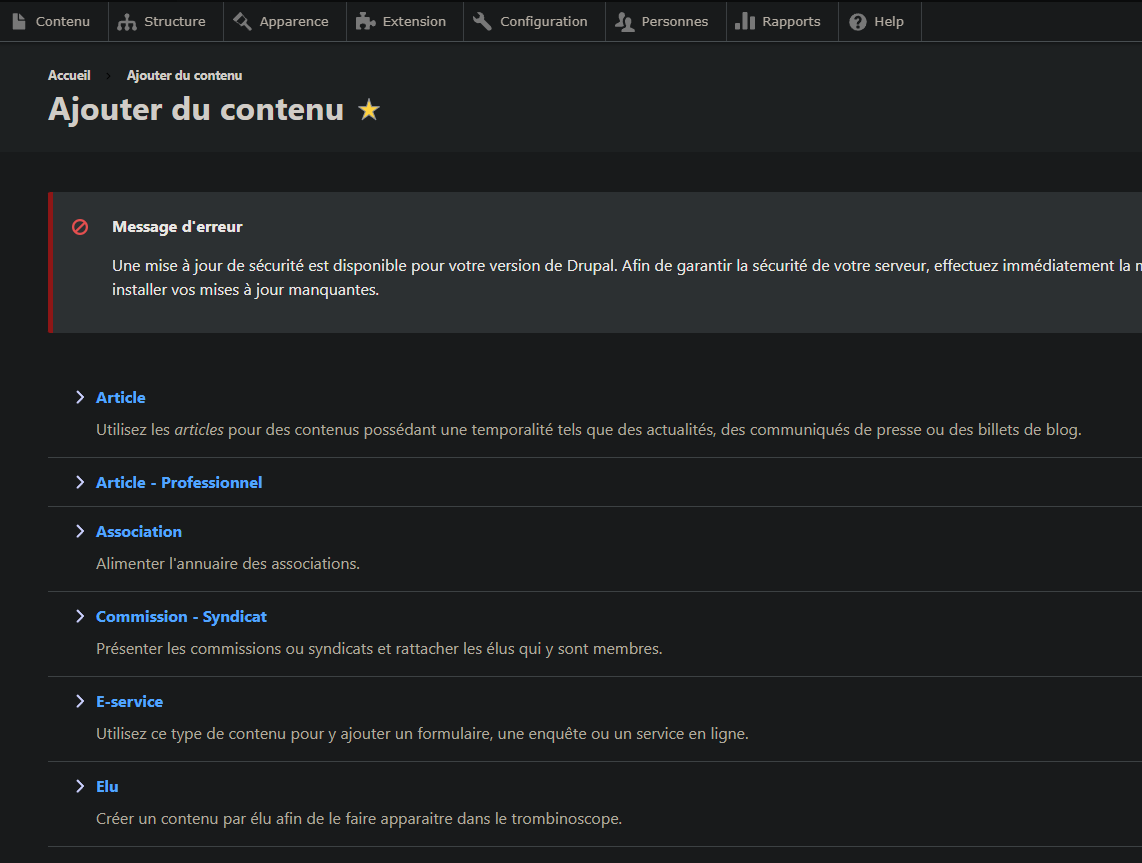 Contenu Structure Apparence Extension Configuration Personnes Rapports Help
Accueil Ajouter du contenu
Ajouter du contenu
Message d'erreur
Une mise à jour de sécurité est disponible pour votre version de Drupal. Afin de garantir la sécurité de votre serveur, effectuez immédiatement la
installer vos mises à jour manquantes.
Article
Utilisez les articles pour des contenus possédant une temporalité tels que des actualités, des communiqués de presse ou des billets de blog.
Article - Professionnel
Association
Alimenter l'annuaire des associations.
Commission - Syndicat
Présenter les commissions ou syndicats et rattacher les élus qui y sont membres.
E-service
Utilisez ce type de contenu pour y ajouter un formulaire, une enquête ou un service en ligne.
Elu
Créer un contenu par élu afin de le faire apparaitre dans le trombinoscope.